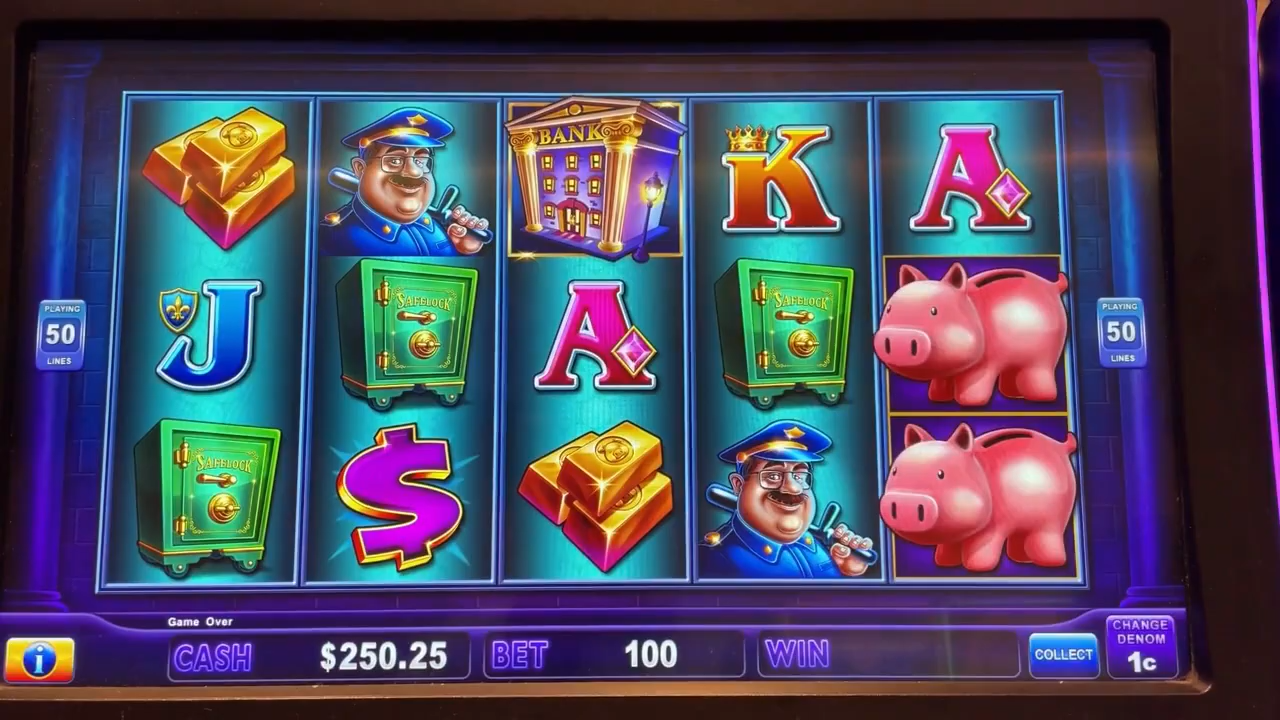 BANK
K
A
PLAYING
50
LINES
J
SAFELOCK
A
SAFELOCK
PLAYING
50
LINES
SAFELOCK
$
Game Over
CASH $250.25 BET 100 WIN
i
COLLECT
CHANGE
DENOM
1c